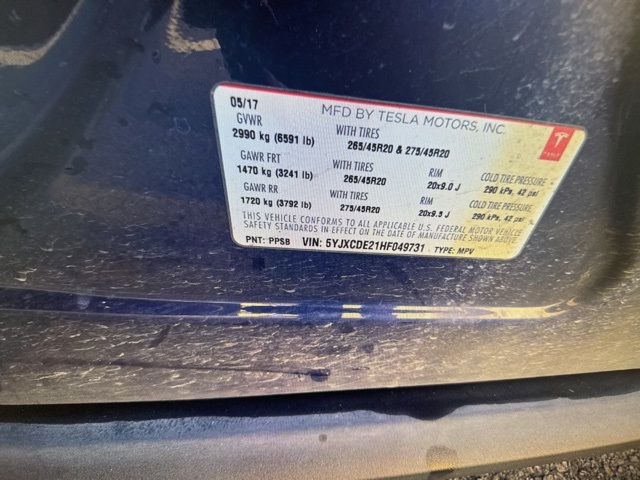 05/17 MFD BY TESLA MOTORS, INC.
GVWR WITH TIRES
2990 kg (6591 lb) 265/45R20 & 275/45R20
GAWR FRT WITH TIRES RIM COLD TIRE PRESSURE
1470 kg (3241 lb) 265/45R20 20x9.0 J 290 kPa, 42 psi
GAWR RR WITH TIRES RIM COLD TIRE PRESSURE
1720 kg (3792 lb) 275/45R20 20x9.5 J 290 kPa, 42 psi
THIS VEHICLE CONFORMS TO ALL APPLICABLE U.S. FEDERAL MOTOR VEHICLE
SAFETY STANDARDS IN EFFECT ON THE DATE OF MANUFACTURE SHOWN ABOVE.
PNT: PPSB VIN: 5YJXCDE21HF049731 TYPE: MPV
TESLA